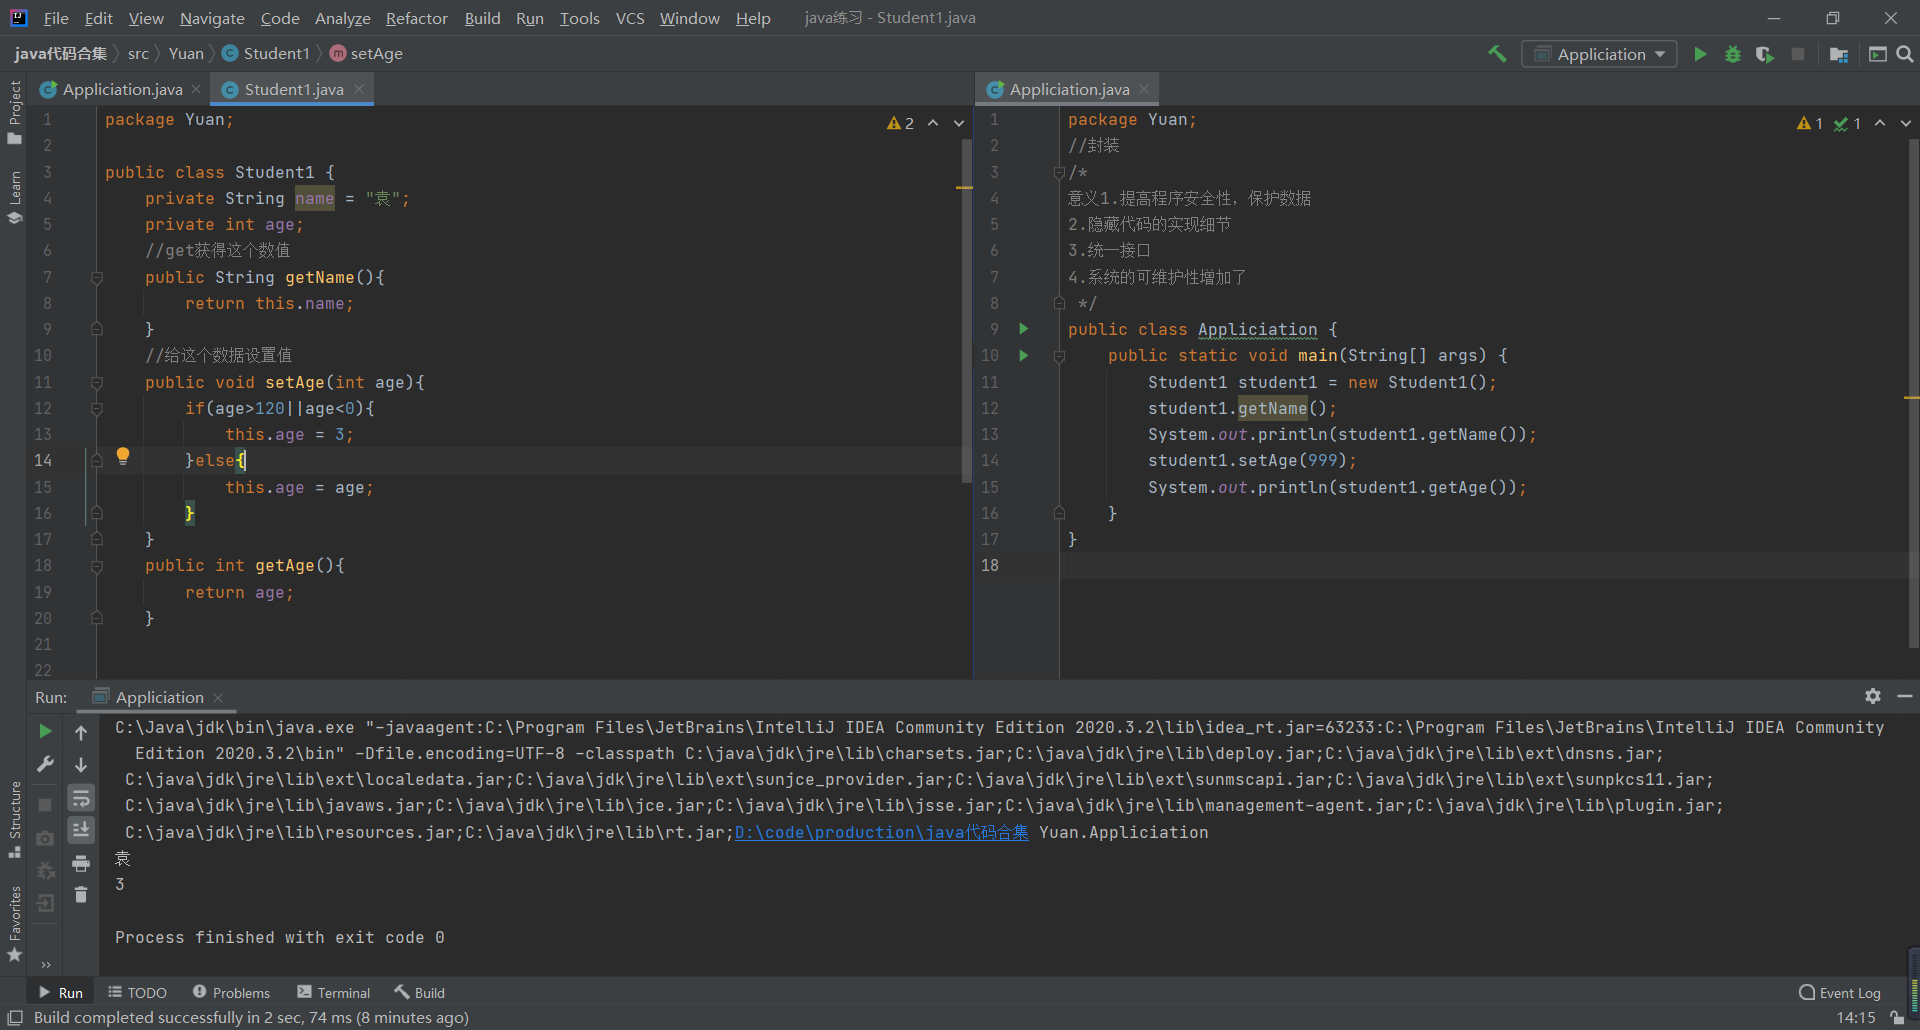 File Edit View Navigate Code Analyze Refactor Build Run Tools VCS Window Help java练习 - Student1.java
java代码合集 src Yuan Student1 setAge Appliciation
Appliciation.java Student1.java Appliciation.java
Project
Learn
Structure
Favorites
2
1 package Yuan;
2
3 public class Student1 {
4 private String name = "袁";
5 private int age;
6 //get获得这个数值
7 public String getName(){
8 return this.name;
9 }
10 //给这个数据设置值
11 public void setAge(int age){
12 if(age>120||age<0){
13 this.age = 3;
14 }else{
15 this.age = age;
16 }
17 }
18 public int getAge(){
19 return age;
20 }
21
22
1 1
1 package Yuan;
2 //封装
3 /*
4 意义1.提高程序安全性，保护数据
5 2.隐藏代码的实现细节
6 3.统一接口
7 4.系统的可维护性增加了
8 */
9 public class Appliciation {
10 public static void main(String[] args) {
11 Student1 student1 = new Student1();
12 student1.getName();
13 System.out.println(student1.getName());
14 student1.setAge(999);
15 System.out.println(student1.getAge());
16 }
17 }
18
Run: Appliciation
C:\Java\jdk\bin\java.exe "-javaagent:C:\Program Files\JetBrains\IntelliJ IDEA Community Edition 2020.3.2\lib\idea_rt.jar=63233:C:\Program Files\JetBrains\IntelliJ IDEA Community
Edition 2020.3.2\bin" -Dfile.encoding=UTF-8 -classpath C:\java\jdk\jre\lib\charsets.jar;C:\java\jdk\jre\lib\deploy.jar;C:\java\jdk\jre\lib\ext\dnsns.jar;
C:\java\jdk\jre\lib\ext\localedata.jar;C:\java\jdk\jre\lib\ext\sunjce_provider.jar;C:\java\jdk\jre\lib\ext\sunmscapi.jar;C:\java\jdk\jre\lib\ext\sunpkcs11.jar;
C:\java\jdk\jre\lib\javaws.jar;C:\java\jdk\jre\lib\jce.jar;C:\java\jdk\jre\lib\jsse.jar;C:\java\jdk\jre\lib\management-agent.jar;C:\java\jdk\jre\lib\plugin.jar;
C:\java\jdk\jre\lib\resources.jar;C:\java\jdk\jre\lib\rt.jar;D:\code\production\java代码合集 Yuan.Appliciation
袁
3
Process finished with exit code 0
Run TODO Problems Terminal Build Event Log
Build completed successfully in 2 sec, 74 ms (8 minutes ago) 14:15